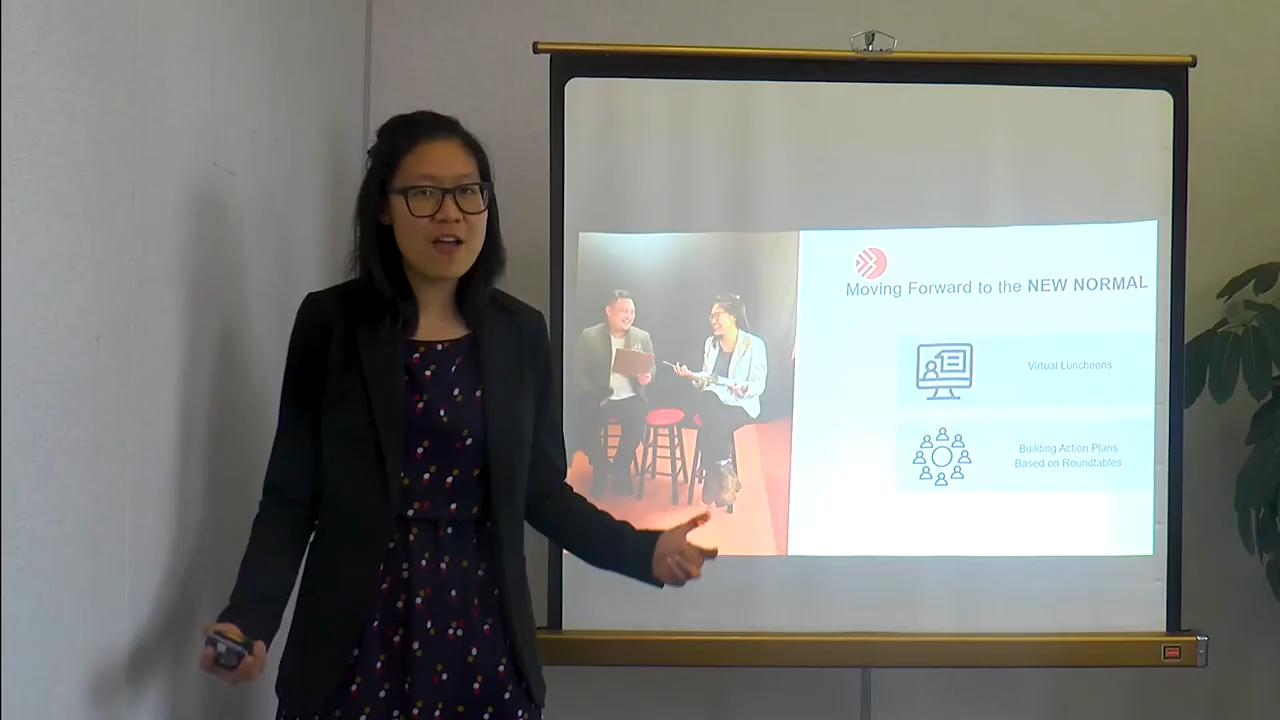 Moving Forward to the NEW NORMAL
Virtual Luncheons
Building Action Plans
Based on Roundtables